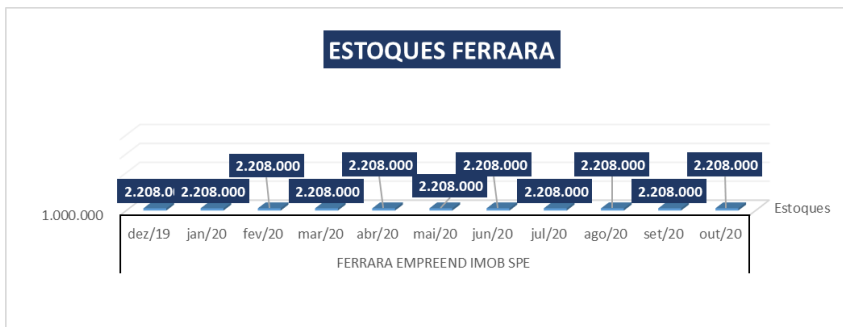 ESTOQUES FERRARA
2.208.000 2.208.000 2.208.000 2.208.000 2.208.000
2.208.000
2.208.0 2.208.000 2.208.000 2.208.000 2.208.000
1.000.000
Estoques
dez/19 jan/20 fev/20 mar/20 abr/20 mai/20 jun/20 jul/20 ago/20 set/20 out/20
FERRARA EMPREEND IMOB SPE